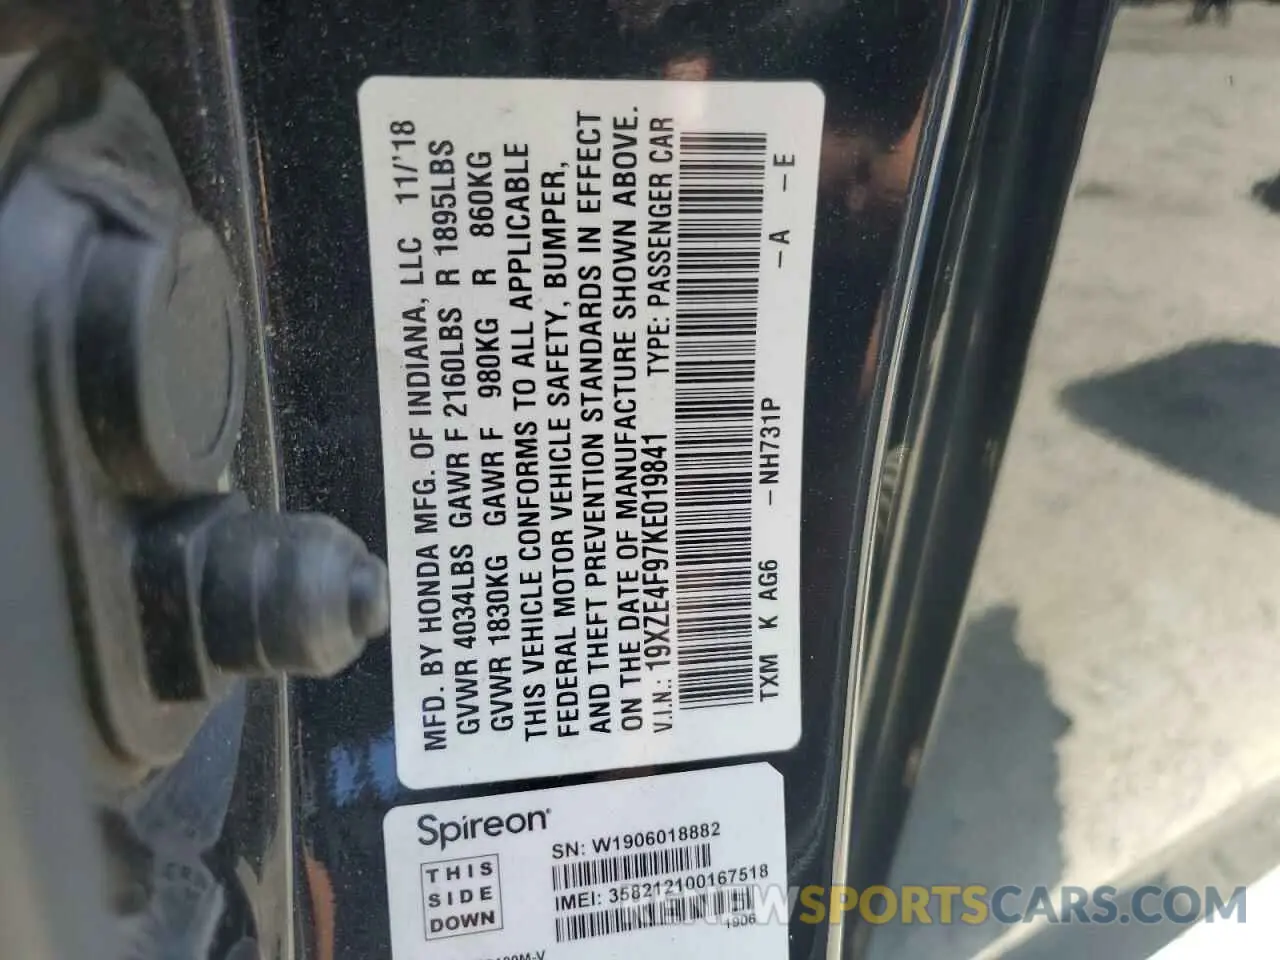 MFD. BY HONDA MFG. OF INDIANA, LLC 11/'18
GVWR 4034LBS GAWR F 2160LBS R 1895LBS
GVWR 1830KG GAWR F 980KG R 860KG
THIS VEHICLE CONFORMS TO ALL APPLICABLE
FEDERAL MOTOR VEHICLE SAFETY, BUMPER,
AND THEFT PREVENTION STANDARDS IN EFFECT
ON THE DATE OF MANUFACTURE SHOWN ABOVE.
V.I.N.: 19XZE4F97KE019841 TYPE: PASSENGER CAR
TXM K AG6 -NH731P -A -E
Spireon
THIS
SIDE
DOWN
SN: W1906018882
IMEI: 358212100167518
1906
NEWSPORTSCARS.COM